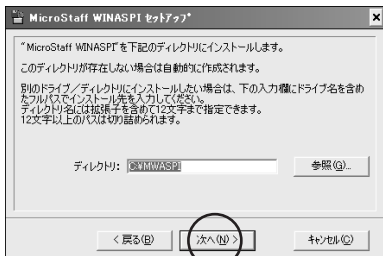 MicroStaff WINASPI ｾｯﾄｱｯﾌﾟ
"MicroStaff WINASPI"を下記のディレクトリにインストールします。
このディレクトリが存在しない場合は自動的に作成されます。
別のドライブ／ディレクトリにインストールしたい場合は、下の入力欄にドライブ名を含め
たフルパスでインストール先を入力してください。
ディレクトリ名には拡張子を含めて12文字まで指定できます。
12文字以上のパスは切り詰められます。
ディレクトリ: C:¥MWASPI 参照(G)...
< 戻る(B) 次へ(N) > ｷｬﾝｾﾙ(C)